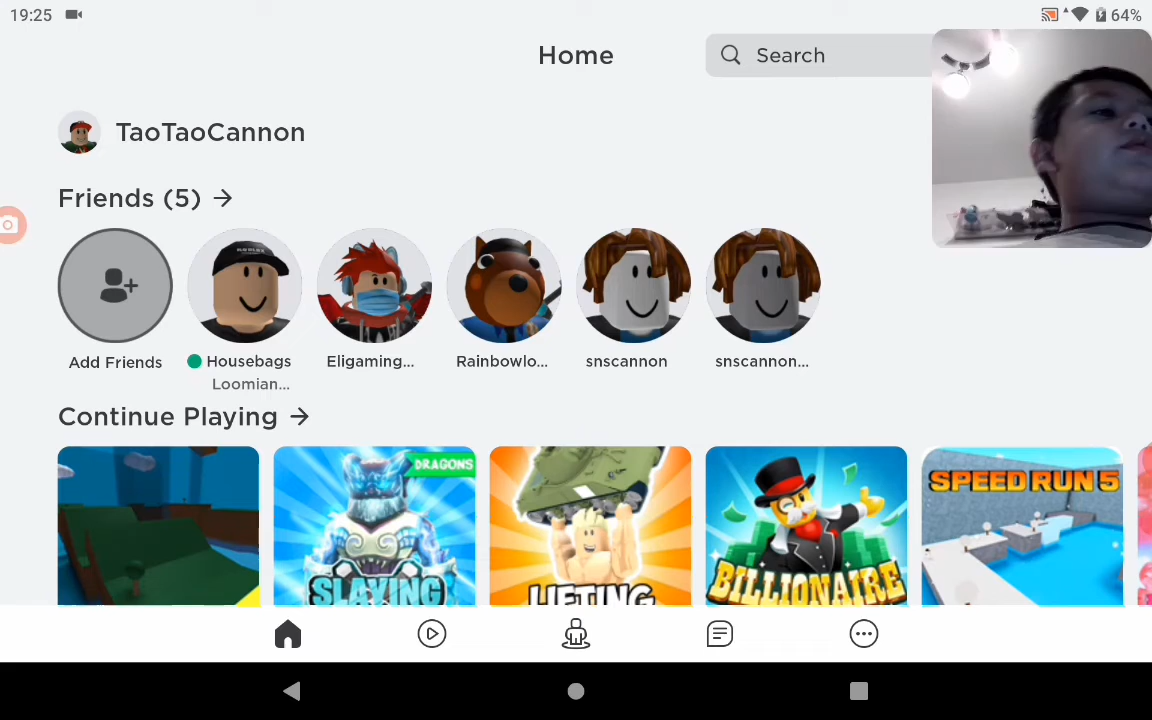 19:25
64%
Home
Search
TaoTaoCannon
Friends (5) →
Add Friends
Housebags
Eligaming...
Rainbowlo...
snscannon
snscannon...
Loomian...
Continue Playing →
DRAGONS
SLAYING
LIFTING
BILLIONAIRE
SPEED RUN 5